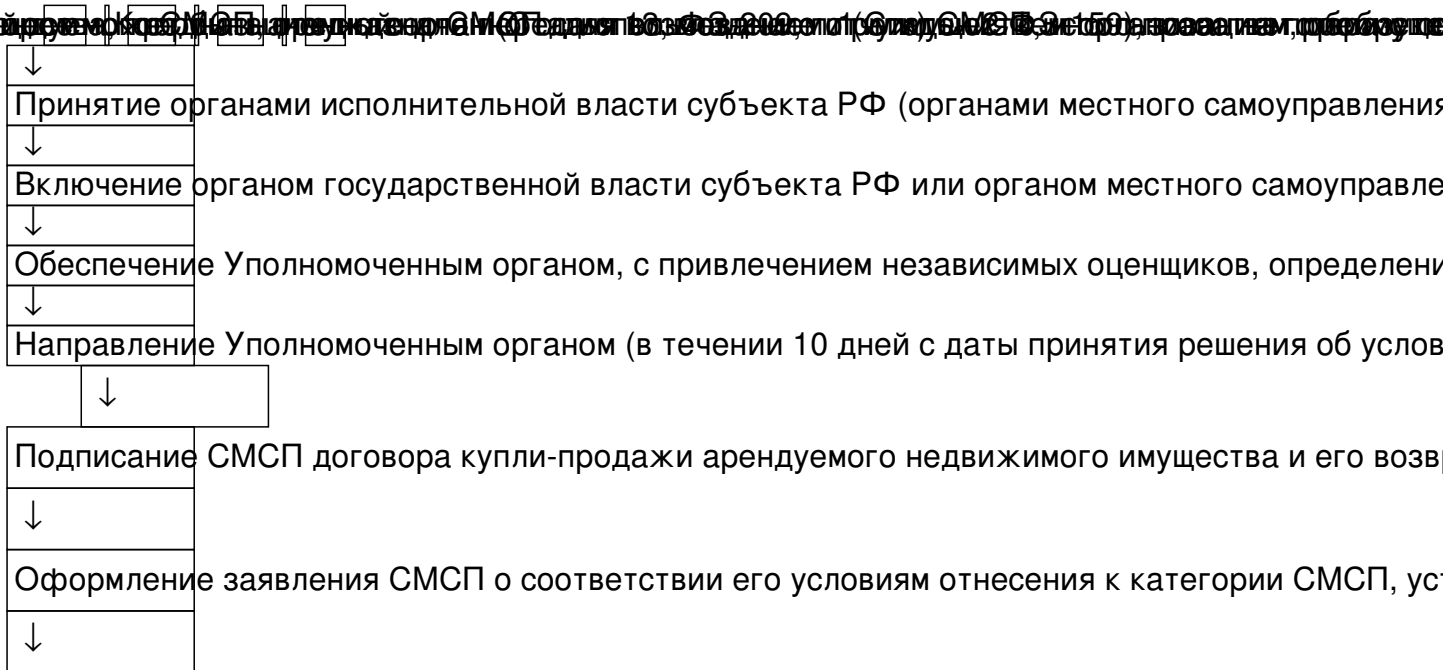 ↓
Принятие органами исполнительной власти субъекта РФ (органами местного самоуправления
↓
Включение органом государственной власти субъекта РФ или органом местного самоуправле
↓
Обеспечение Уполномоченным органом, с привлечением независимых оценщиков, определени
↓
Направление Уполномоченным органом (в течении 10 дней с даты принятия решения об услов
↓
Подписание СМСП договора купли-продажи арендуемого недвижимого имущества и его возв
↓
Оформление заявления СМСП о соответствии его условиям отнесения к категории СМСП, ус
↓